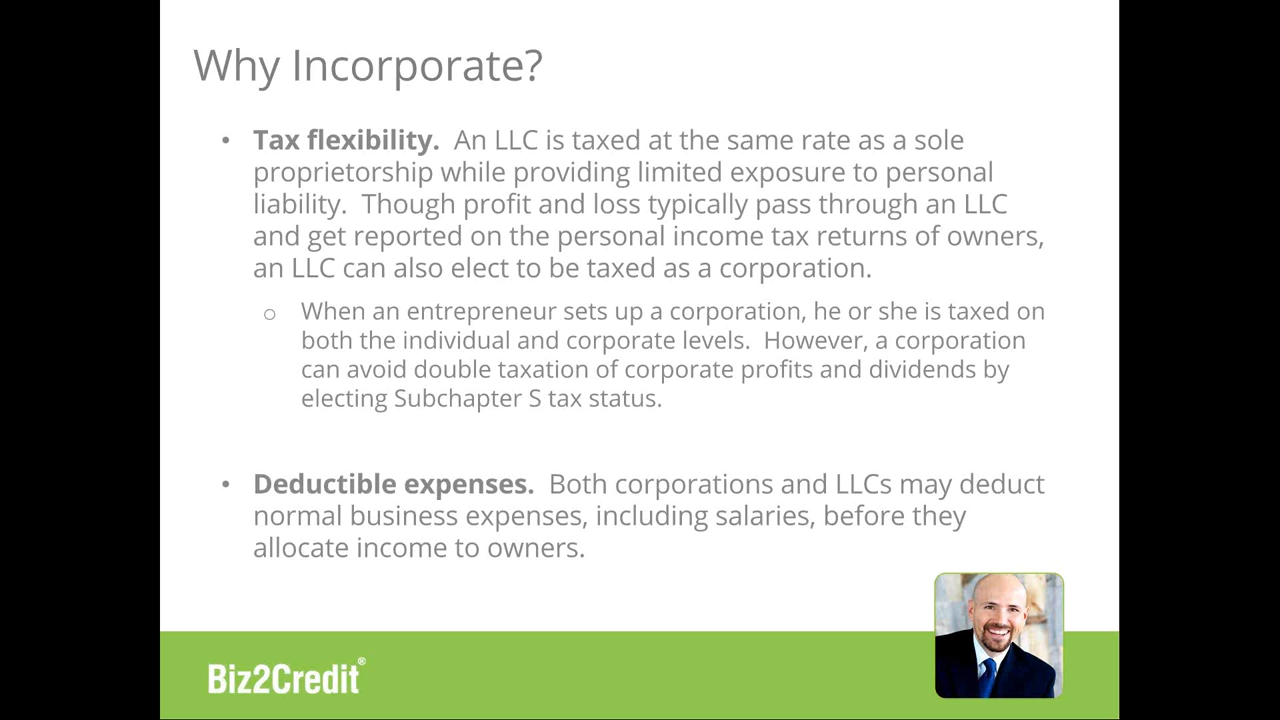 Why Incorporate?
• Tax flexibility. An LLC is taxed at the same rate as a sole
proprietorship while providing limited exposure to personal
liability. Though profit and loss typically pass through an LLC
and get reported on the personal income tax returns of owners,
an LLC can also elect to be taxed as a corporation.
o When an entrepreneur sets up a corporation, he or she is taxed on
both the individual and corporate levels. However, a corporation
can avoid double taxation of corporate profits and dividends by
electing Subchapter S tax status.
• Deductible expenses. Both corporations and LLCs may deduct
normal business expenses, including salaries, before they
allocate income to owners.
Biz2Credit®